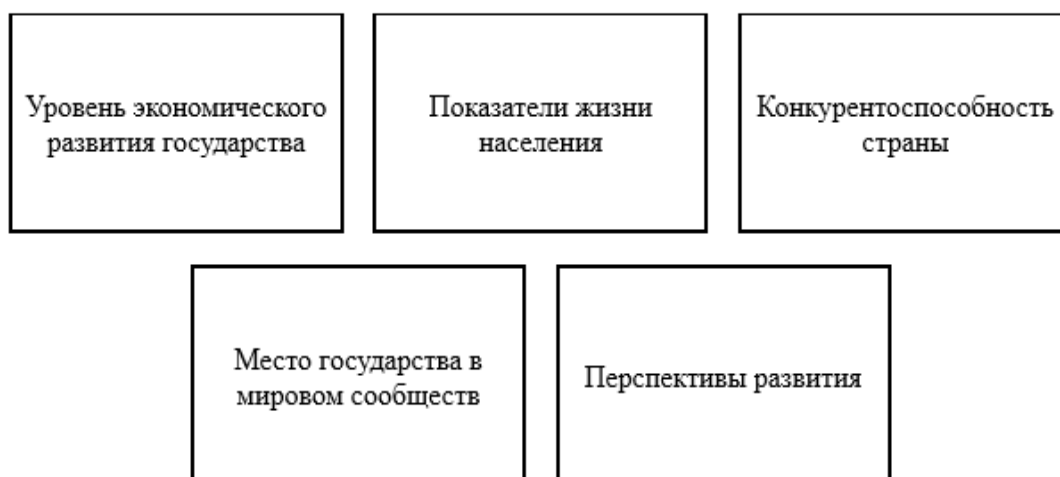 Уровень экономического
развития государства
Показатели жизни
населения
Конкурентоспособность
страны
Место государства в
мировом сообществ
Перспективы развития